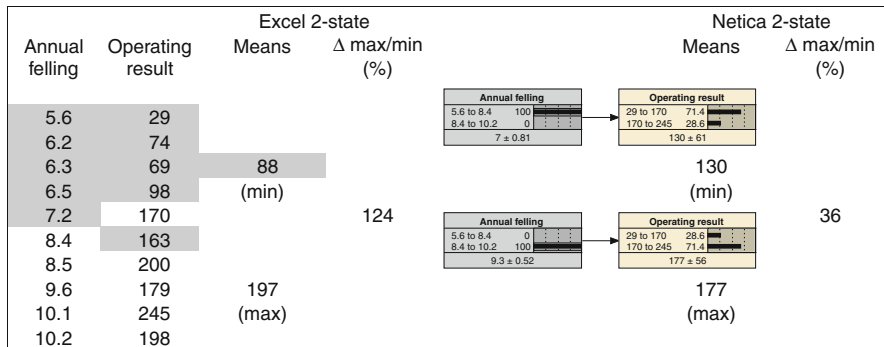 Excel 2-state Netica 2-state
Annual Operating Means Δ max/min Means Δ max/min
felling result (%) (%)
Annual felling Operating result
5.6 to 8.4 100 29 to 170 71.4
8.4 to 10.2 0 170 to 245 28.6
7 ± 0.81 130 ± 61
5.6 29
6.2 74
6.3 69 88 130
6.5 98 (min) (min)
7.2 170 124 36
Annual felling Operating result
5.6 to 8.4 0 29 to 170 28.6
8.4 to 10.2 100 170 to 245 71.4
9.3 ± 0.52 177 ± 56
8.4 163
8.5 200
9.6 179 197 177
10.1 245 (max) (max)
10.2 198